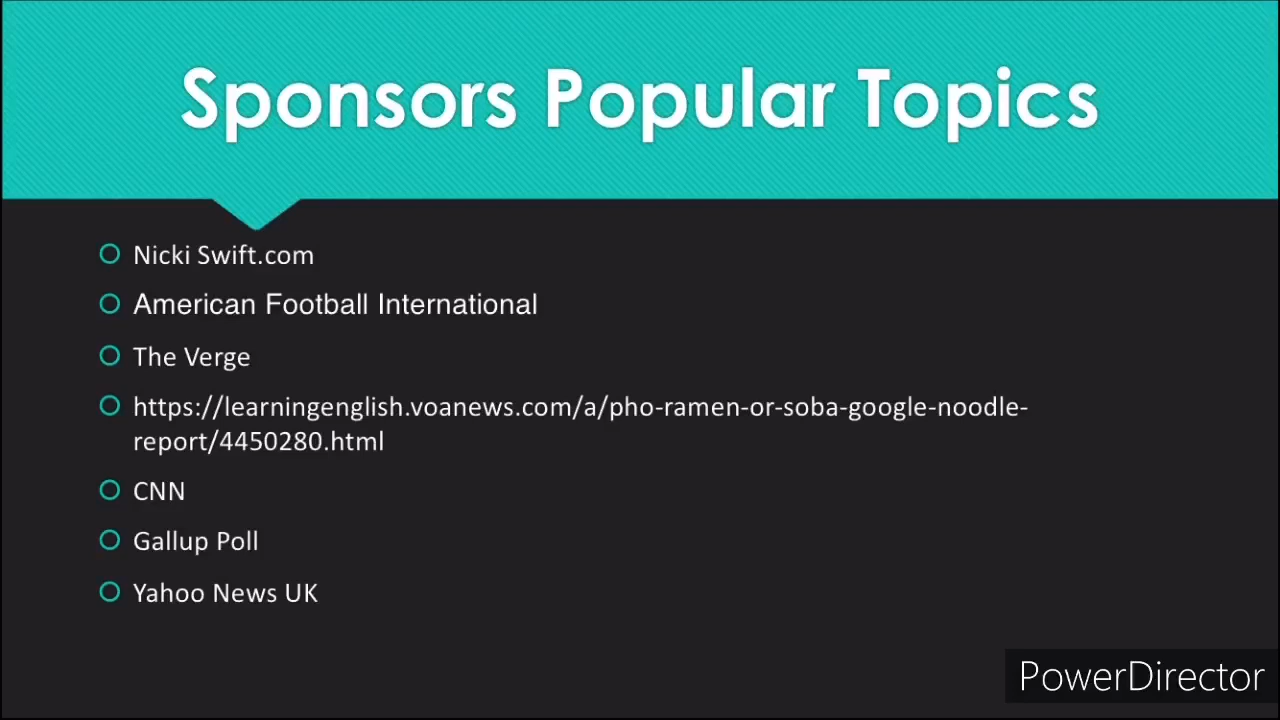 Sponsors Popular Topics
Nicki Swift.com
American Football International
The Verge
https://learningenglish.voanews.com/a/pho-ramen-or-soba-google-noodle-
report/4450280.html
CNN
Gallup Poll
Yahoo News UK
PowerDirector